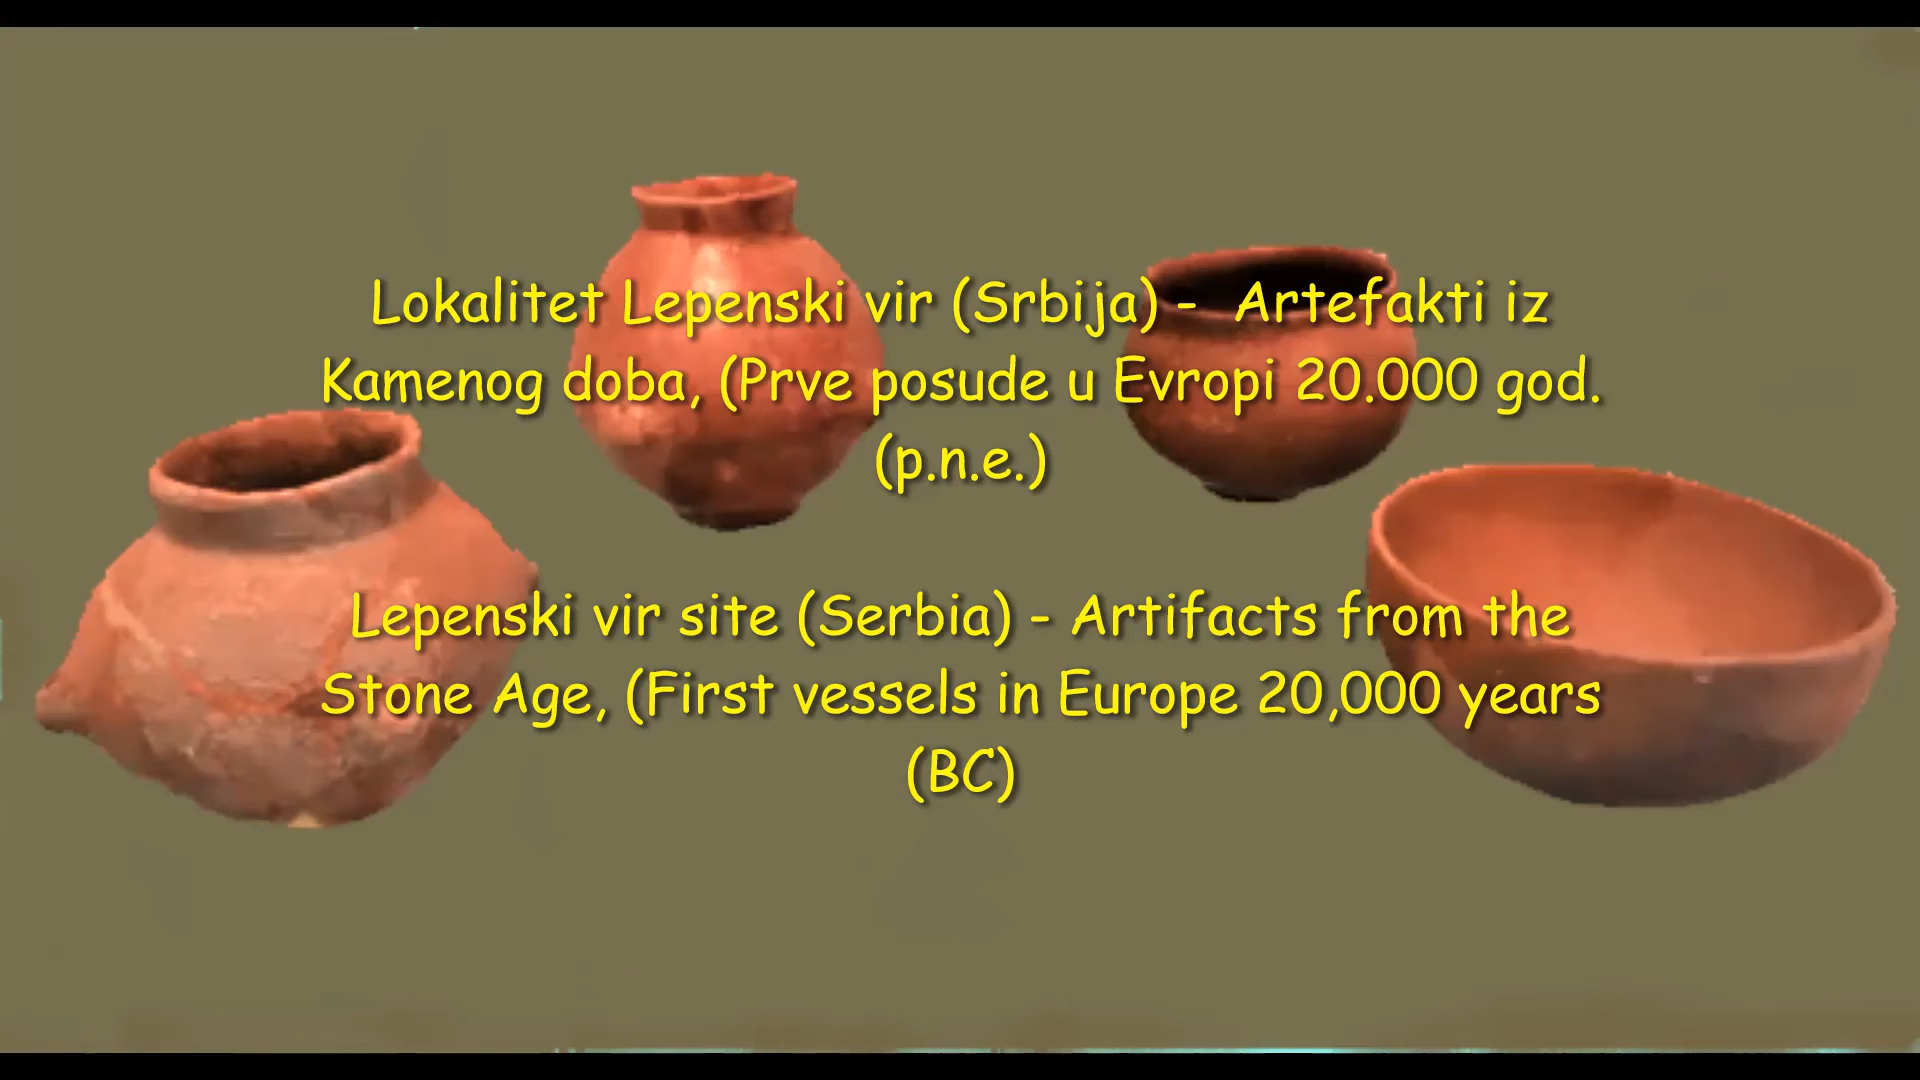 Lokalitet Lepenski vir (Srbija) - Artefakti iz
Kamenog doba, (Prve posude u Evropi 20.000 god.
(p.n.e.)
Lepenski vir site (Serbia) - Artifacts from the
Stone Age, (First vessels in Europe 20,000 years
(BC)